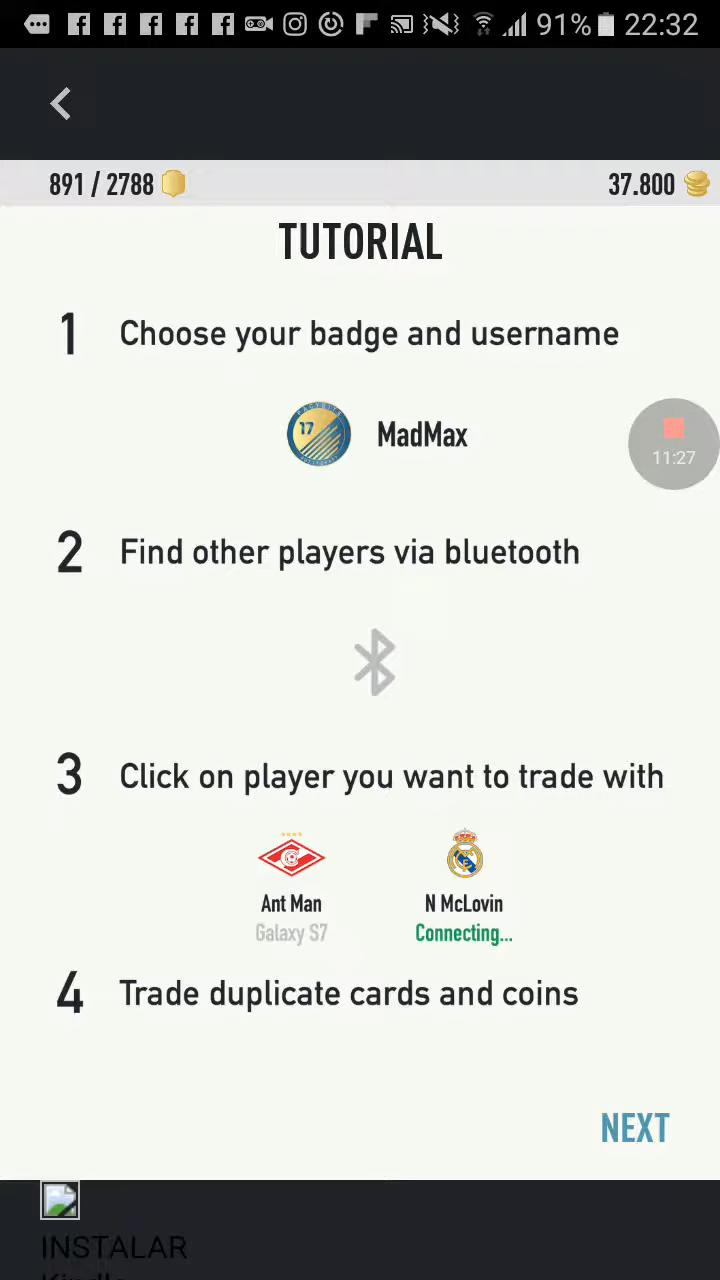 91% 22:32
891 / 2788 37.800
TUTORIAL
1 Choose your badge and username
17 MadMax
11:27
2 Find other players via bluetooth
3 Click on player you want to trade with
Ant Man N McLovin
Galaxy S7 Connecting...
4 Trade duplicate cards and coins
NEXT
INSTALAR
Kindle